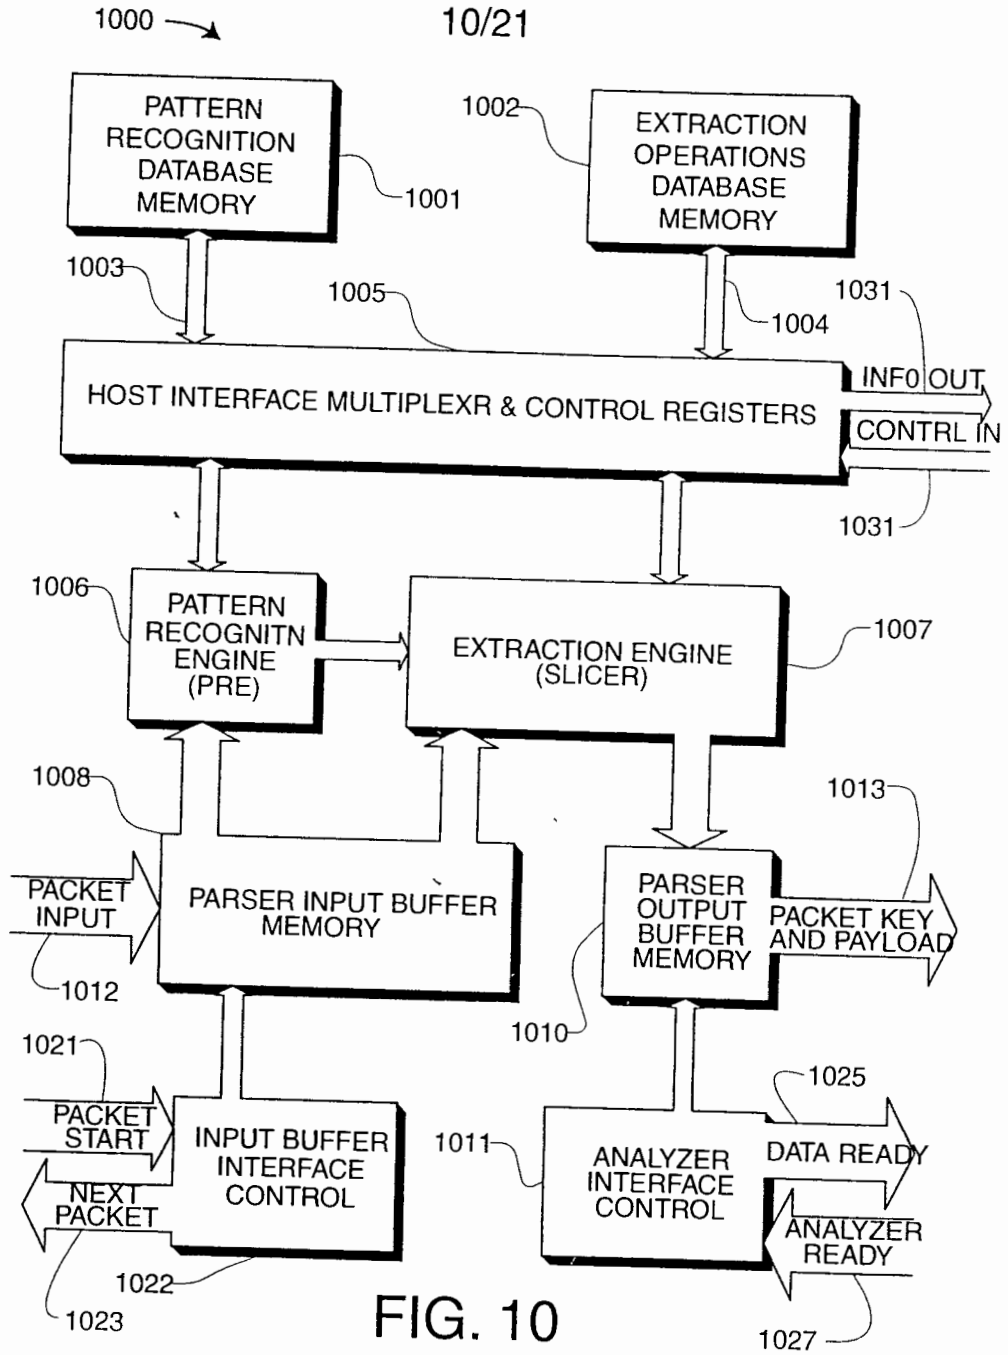 1000
10/21
PATTERN
RECOGNITION
DATABASE
MEMORY
1001
1002
EXTRACTION
OPERATIONS
DATABASE
MEMORY
1003
1005
1004
1031
HOST INTERFACE MULTIPLEXR & CONTROL REGISTERS
INF0 OUT
CONTRL IN
1031
1006
PATTERN
RECOGNITN
ENGINE
(PRE)
EXTRACTION ENGINE
(SLICER)
1007
1008
1013
PACKET
INPUT
PARSER INPUT BUFFER
MEMORY
PARSER
OUTPUT
BUFFER
MEMORY
PACKET KEY
AND PAYLOAD
1012
1010
1021
1025
PACKET
START
INPUT BUFFER
INTERFACE
CONTROL
1011
ANALYZER
INTERFACE
CONTROL
DATA READY
NEXT
PACKET
ANALYZER
READY
1022
1023
1027
FIG. 10